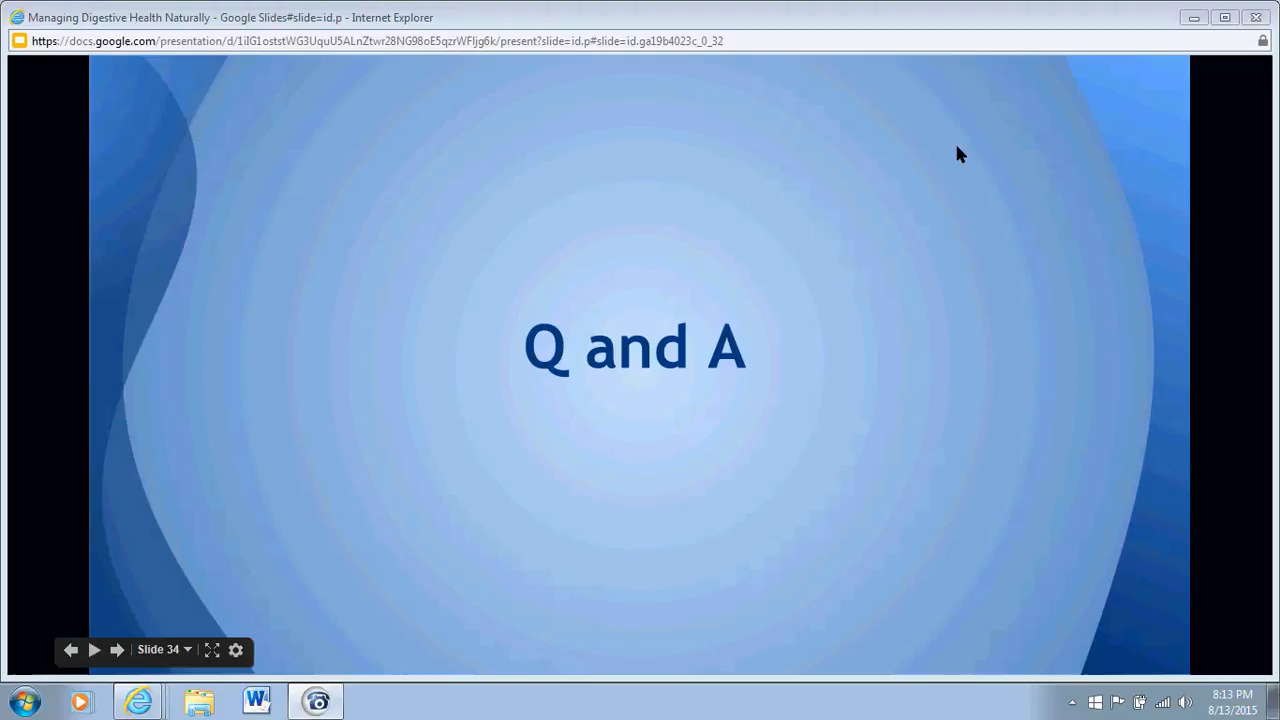 Managing Digestive Health Naturally - Google Slides#slide=id.p - Internet Explorer
https://docs.google.com/presentation/d/1iIG1oststWG3UquU5ALnZtwr28NG98oE5qzrWFIjg6k/present?slide=id.p#slide=id.ga19b4023c_0_32
Q and A
Slide 34
8:13 PM
8/13/2015